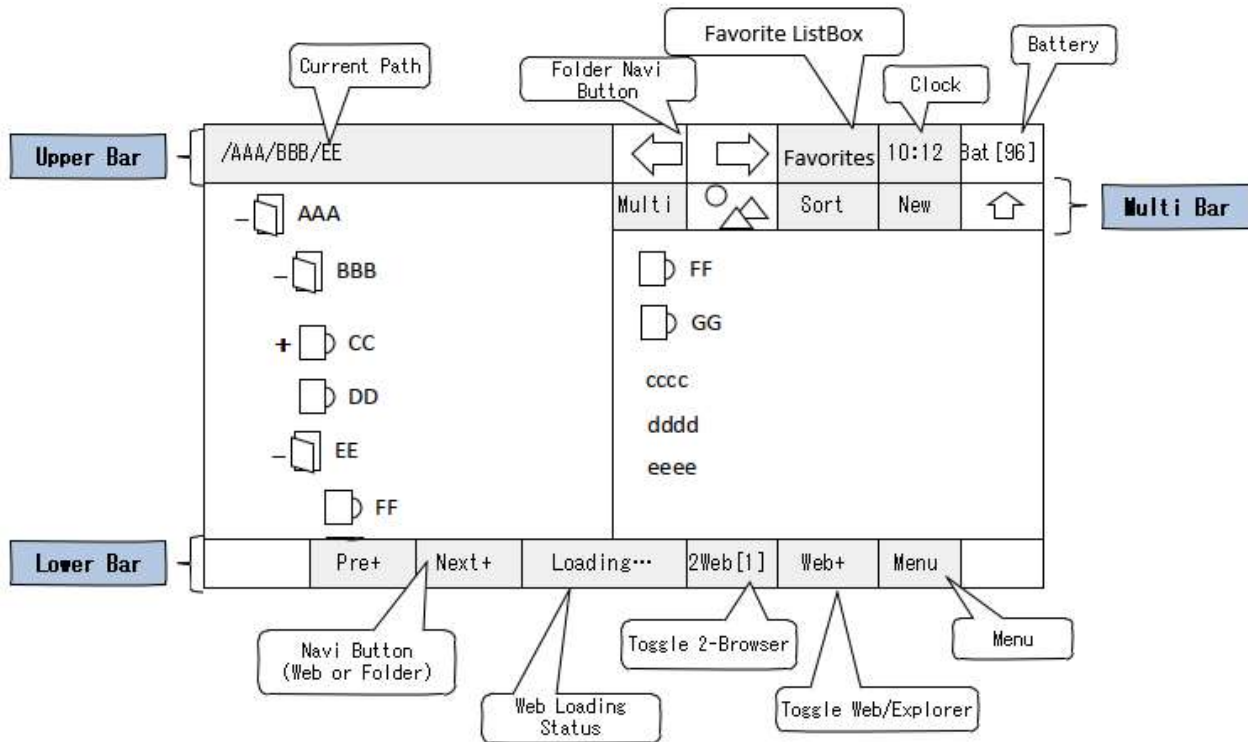 Favorite ListBox
Battery
Current Path
Folder Navi
Button
Clock
Upper Bar
/AAA/BBB/EE
Favorites
10:12
Bat[96]
Multi
Sort
New
Multi Bar
AAA
BBB
CC
DD
EE
FF
FF
GG
cccc
dddd
eeee
Lower Bar
Pre+
Next+
Loading…
2Web[1]
Web+
Menu
Navi Button
(Web or Folder)
Web Loading
Status
Toggle 2-Browser
Toggle Web/Explorer
Menu